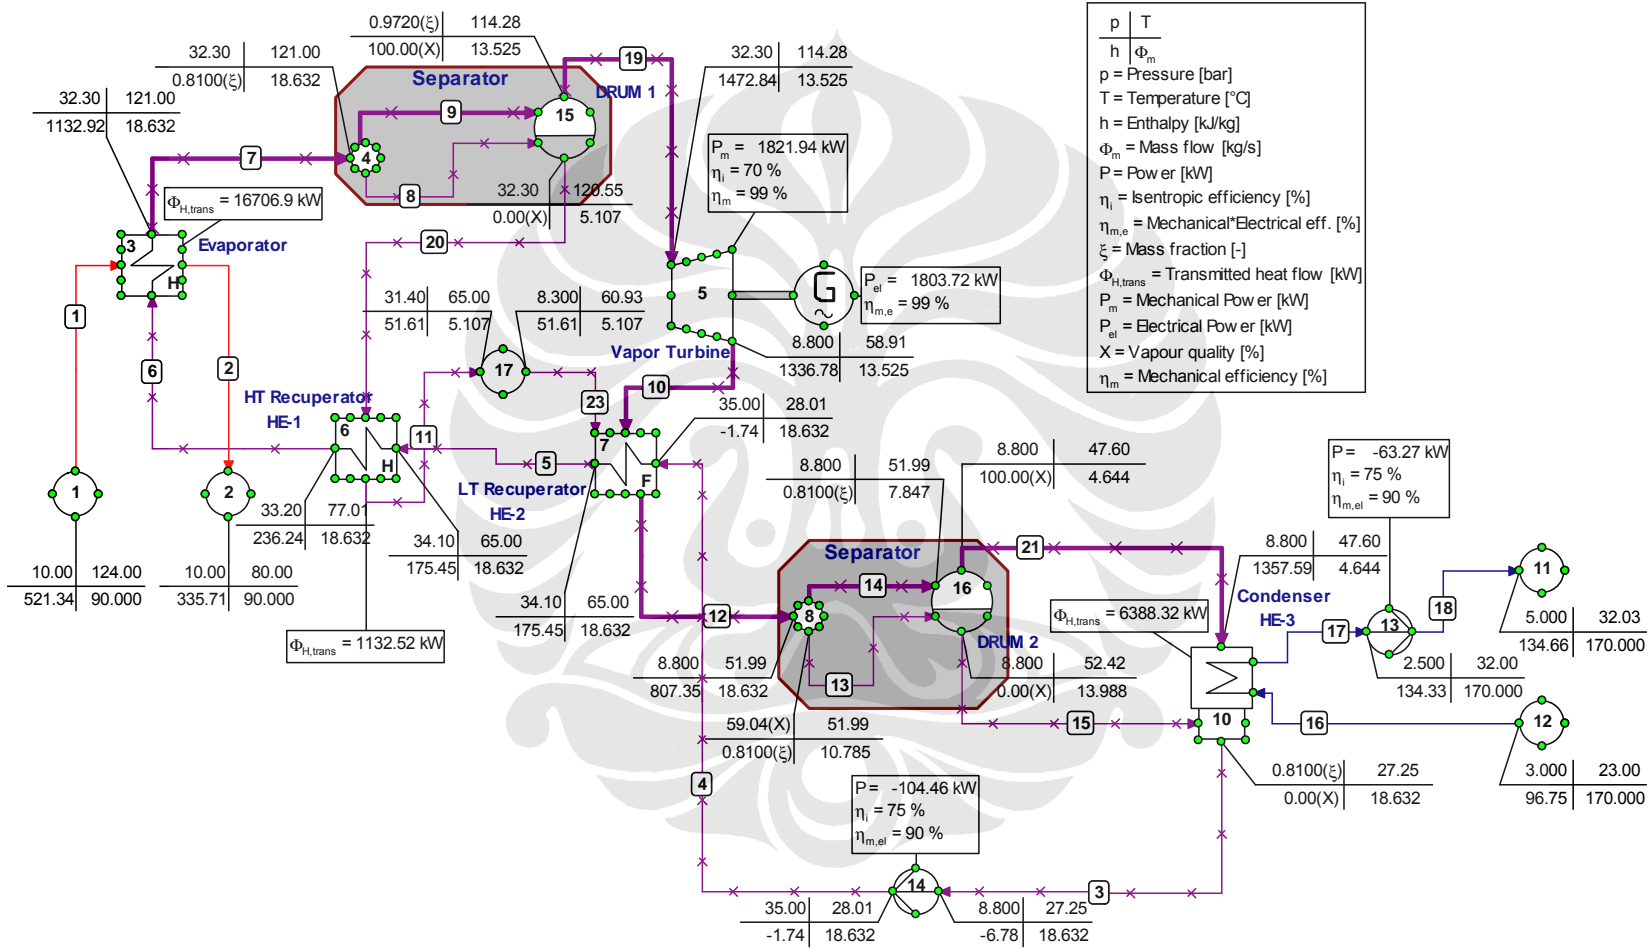 0.9720(ξ) 114.28
100.00(X) 13.525
32.30 121.00
0.8100(ξ) 18.632
32.30 121.00
1132.92 18.632
Separator
DRUM 1
19
32.30 114.28
1472.84 13.525
9
15
4
8
7
32.30 120.55
0.00(X) 5.107
ΦH,trans = 16706.9 kW
3
H
Evaporator
20
Pm = 1821.94 kW
ηi = 70 %
ηm = 99 %
p T
h Φm
p = Pressure [bar]
T = Temperature [°C]
h = Enthalpy [kJ/kg]
Φm = Mass flow [kg/s]
P = Power [kW]
ηi = Isentropic efficiency [%]
ηm,e = Mechanical*Electrical eff. [%]
ξ = Mass fraction [-]
ΦH,trans = Transmitted heat flow [kW]
Pm = Mechanical Power [kW]
Pel = Electrical Power [kW]
X = Vapour quality [%]
ηm = Mechanical efficiency [%]
5
G
~
Pel = 1803.72 kW
ηm,e = 99 %
Vapor Turbine
8.800 58.91
1336.78 13.525
31.40 65.00
51.61 5.107
8.300 60.93
51.61 5.107
1
2
6
17
23
10
HT Recuperator
HE-1
6
H
11
5
7
F
LT Recuperator
HE-2
35.00 28.01
-1.74 18.632
1
2
33.20 77.01
236.24 18.632
34.10 65.00
175.45 18.632
10.00 124.00
521.34 90.000
10.00 80.00
335.71 90.000
ΦH,trans = 1132.52 kW
34.10 65.00
175.45 18.632
8.800 51.99
0.8100(ξ) 7.847
8.800 47.60
100.00(X) 4.644
P = -63.27 kW
ηi = 75 %
ηm,el = 90 %
Separator
21
14
16
8
12
13
DRUM 2
8.800 51.99
807.35 18.632
8.800 52.42
0.00(X) 13.988
59.04(X) 51.99
0.8100(ξ) 10.785
15
8.800 47.60
1357.59 4.644
ΦH,trans = 6388.32 kW
Condenser
HE-3
17
13
18
11
5.000 32.03
134.66 170.000
2.500 32.00
134.33 170.000
10
16
12
3.000 23.00
96.75 170.000
0.8100(ξ) 27.25
0.00(X) 18.632
4
P = -104.46 kW
ηi = 75 %
ηm,el = 90 %
14
3
35.00 28.01
-1.74 18.632
8.800 27.25
-6.78 18.632